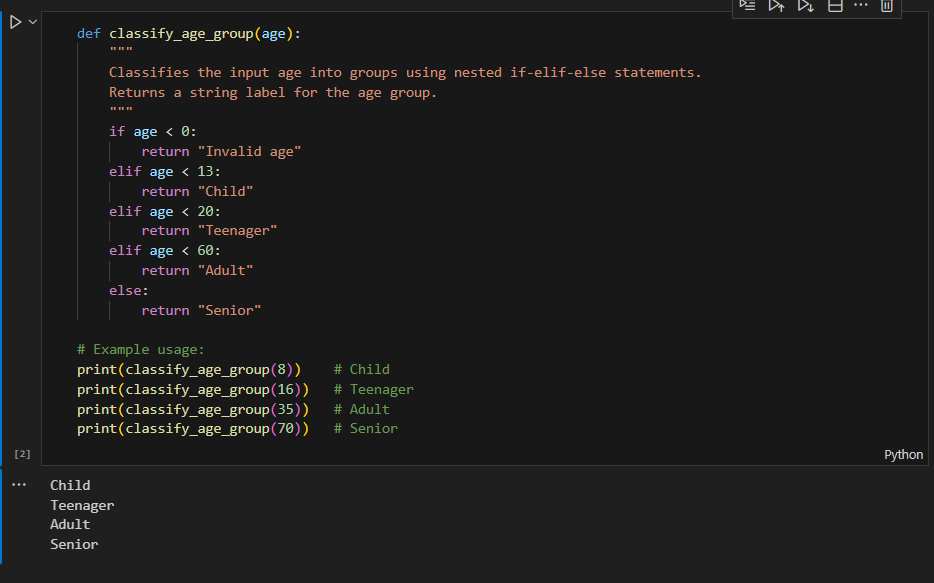 def classify_age_group(age):
    """
    Classifies the input age into groups using nested if-elif-else statements.
    Returns a string label for the age group.
    """
    if age < 0:
        return "Invalid age"
    elif age < 13:
        return "Child"
    elif age < 20:
        return "Teenager"
    elif age < 60:
        return "Adult"
    else:
        return "Senior"
# Example usage:
print(classify_age_group(8))    # Child
print(classify_age_group(16))   # Teenager
print(classify_age_group(35))   # Adult
print(classify_age_group(70))   # Senior
[2]
Python
Child
Teenager
Adult
Senior